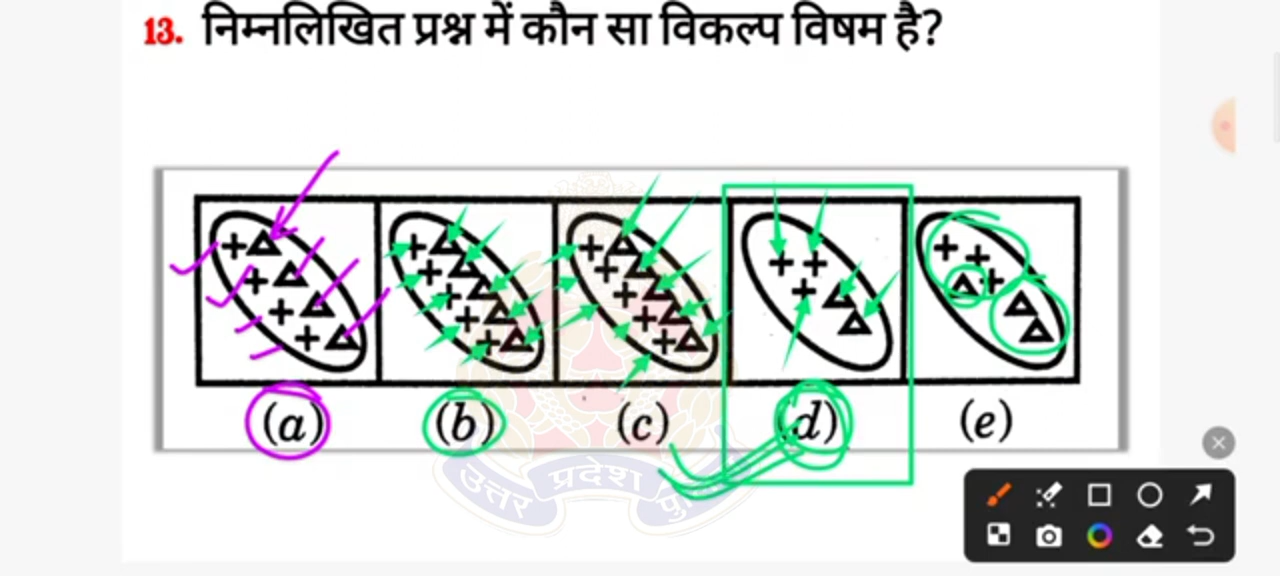 13. निम्नलिखित प्रश्न में कौन सा विकल्प विषम है?
(a) (b) (c) (d) (e)
उत्तर प्रदेश